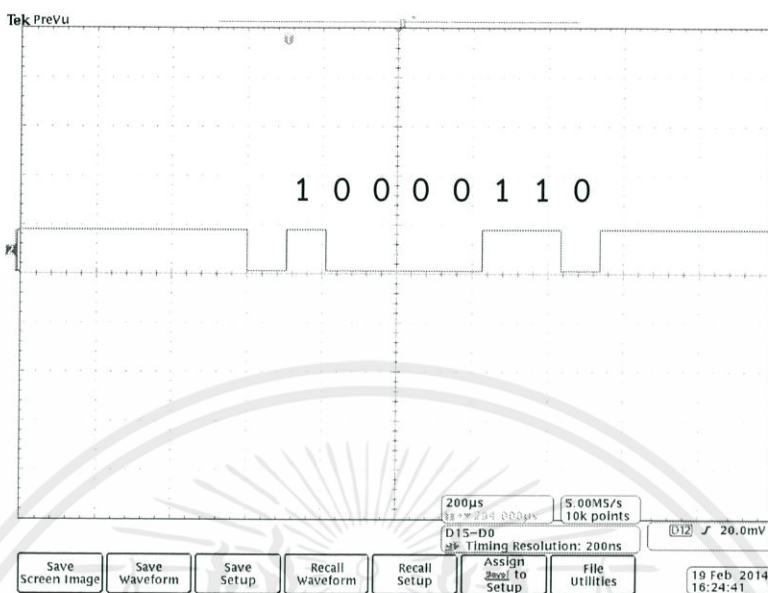 Tek PreVu
1 0 0 0 0 1 1 0
2
200µs
5.00MS/s
10k points
D15-D0
Timing Resolution: 200ns
D12 ∫ 20.0mV
Save Screen Image
Save Waveform
Save Setup
Recall Waveform
Recall Setup
Assign Save to Setup
File Utilities
19 Feb 2014
16:24:41